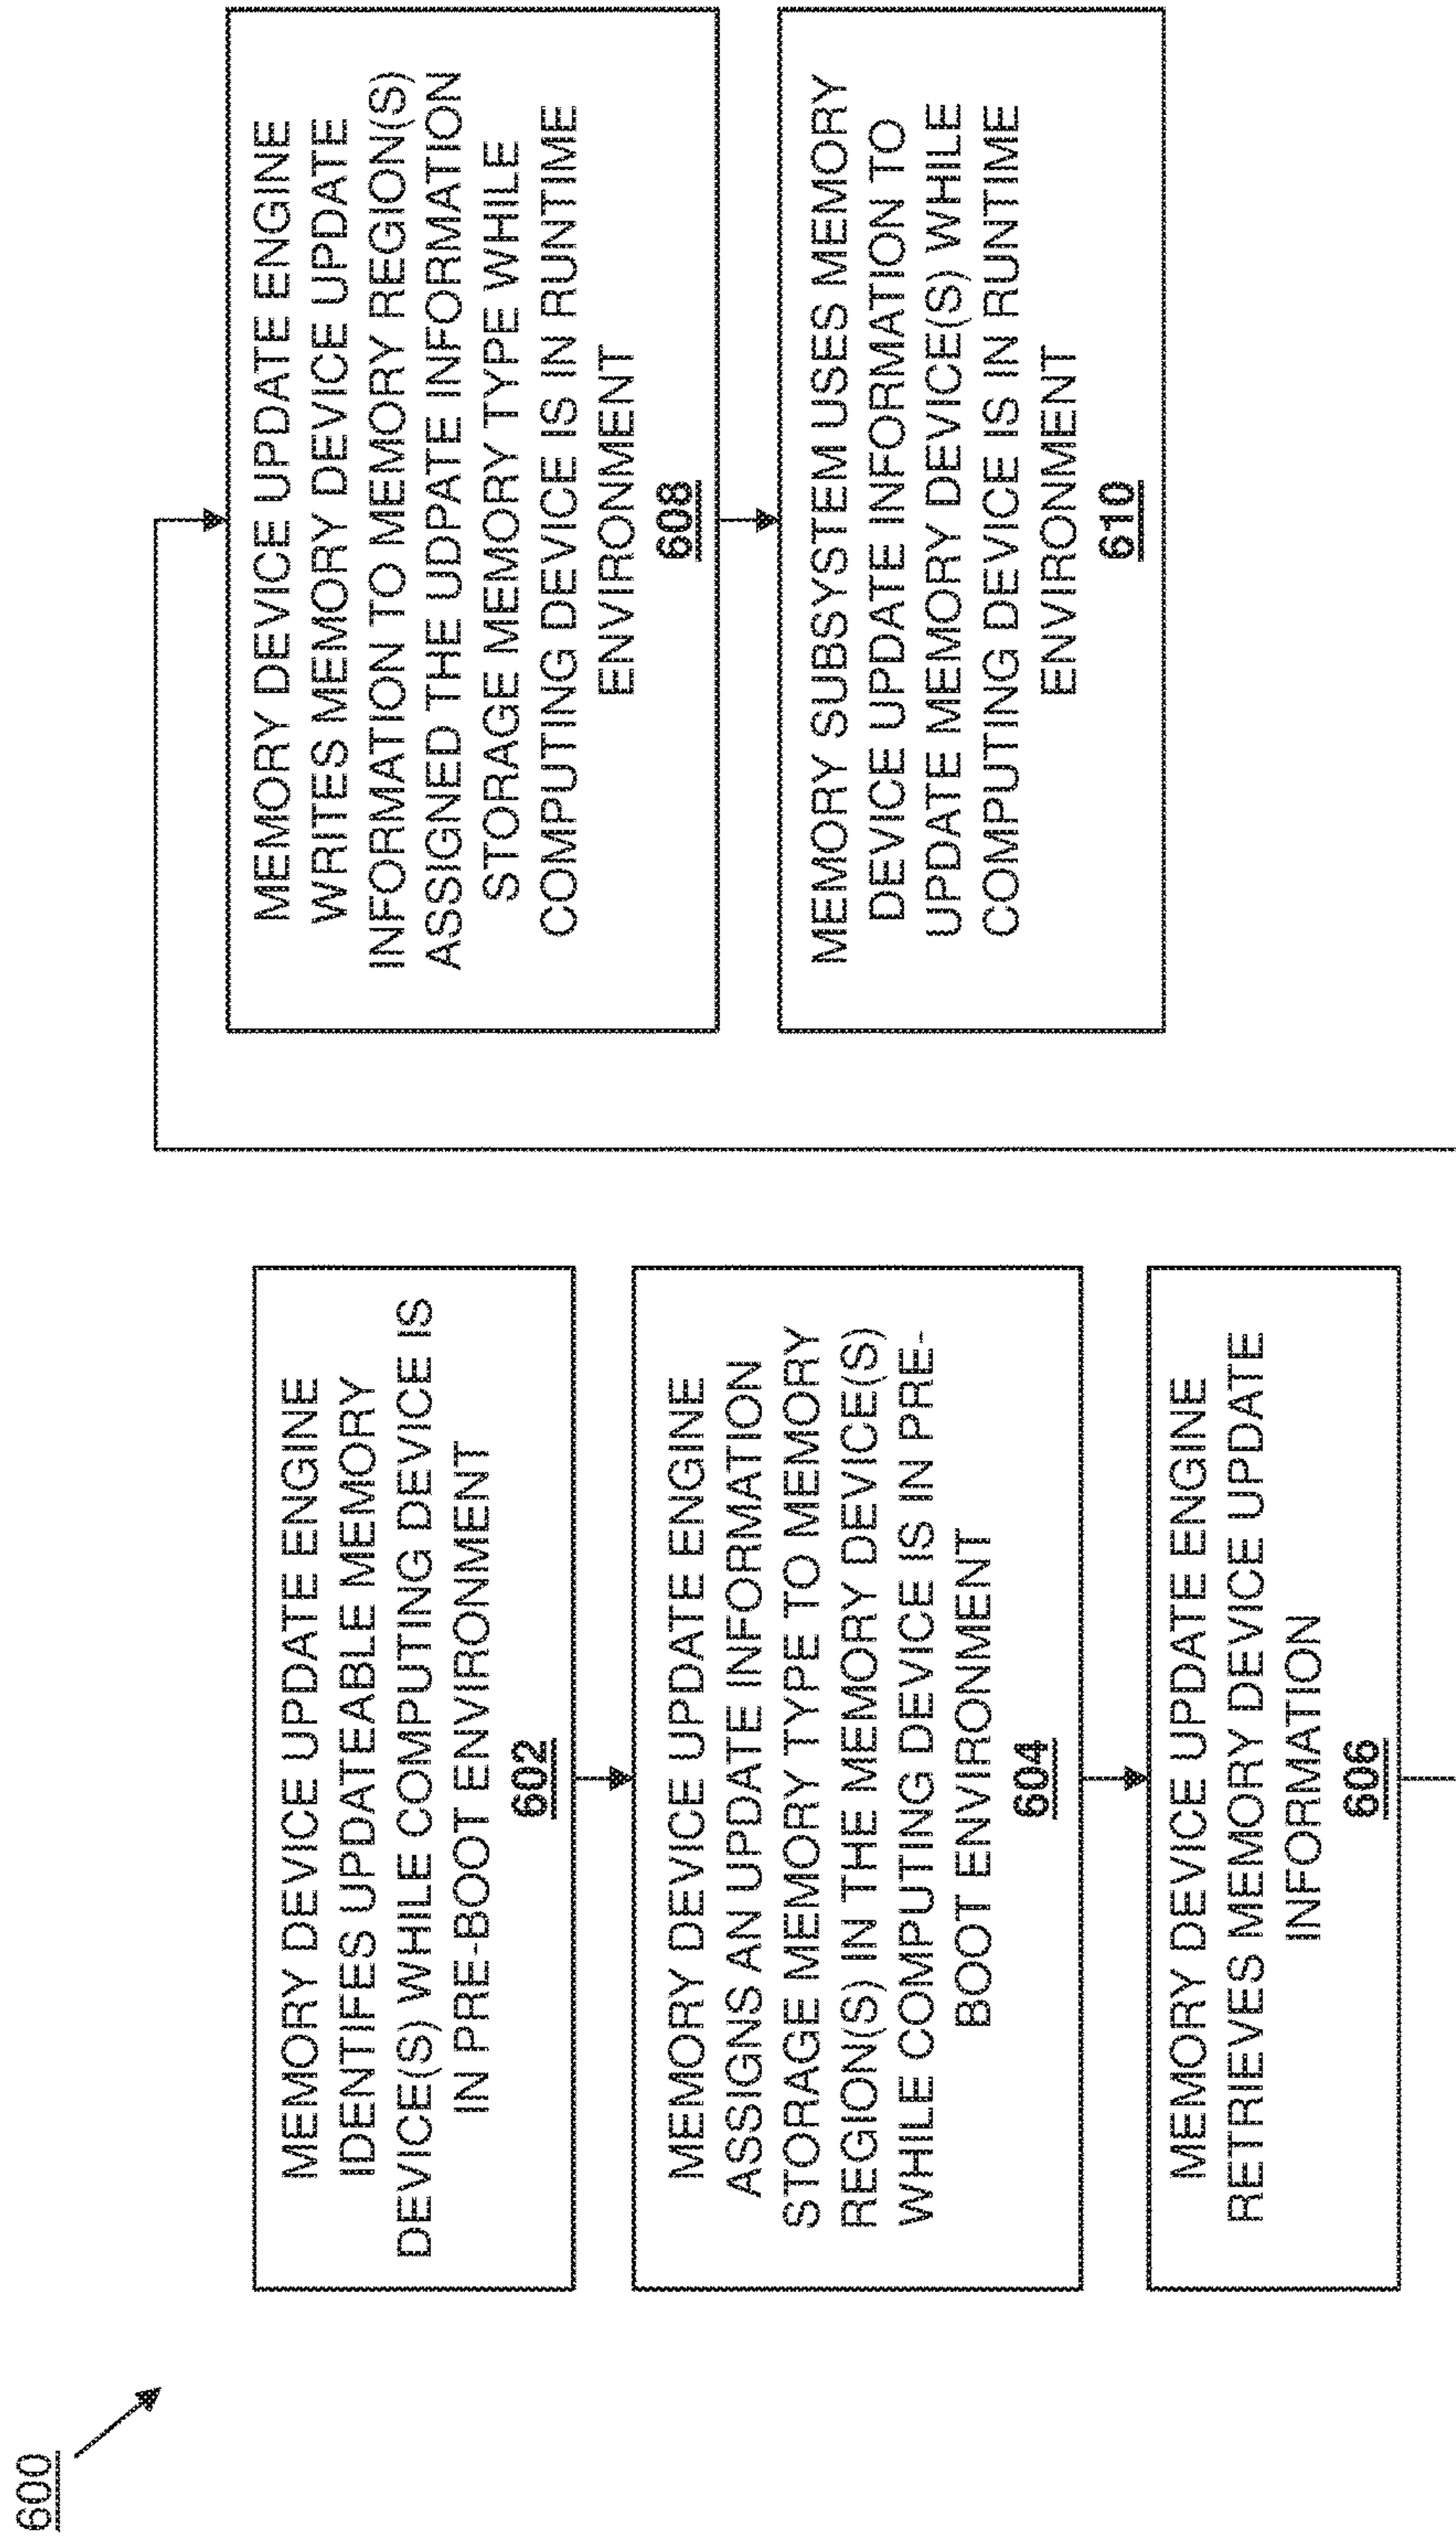 600
MEMORY DEVICE UPDATE ENGINE
IDENTIFES UPDATEABLE MEMORY
DEVICE(S) WHILE COMPUTING DEVICE IS
IN PRE-BOOT ENVIRONMENT
602
MEMORY DEVICE UPDATE ENGINE
ASSIGNS AN UPDATE INFORMATION
STORAGE MEMORY TYPE TO MEMORY
REGION(S) IN THE MEMORY DEVICE(S)
WHILE COMPUTING DEVICE IS IN PRE-
BOOT ENVIRONMENT
604
MEMORY DEVICE UPDATE ENGINE
RETRIEVES MEMORY DEVICE UPDATE
INFORMATION
606
MEMORY DEVICE UPDATE ENGINE
WRITES MEMORY DEVICE UPDATE
INFORMATION TO MEMORY REGION(S)
ASSIGNED THE UDPATE INFORMATION
STORAGE MEMORY TYPE WHILE
COMPUTING DEVICE IS IN RUNTIME
ENVIRONMENT
608
MEMORY SUBSYSTEM USES MEMORY
DEVICE UPDATE INFORMATION TO
UPDATE MEMORY DEVICE(S) WHILE
COMPUTING DEVICE IS IN RUNTIME
ENVIRONMENT
610